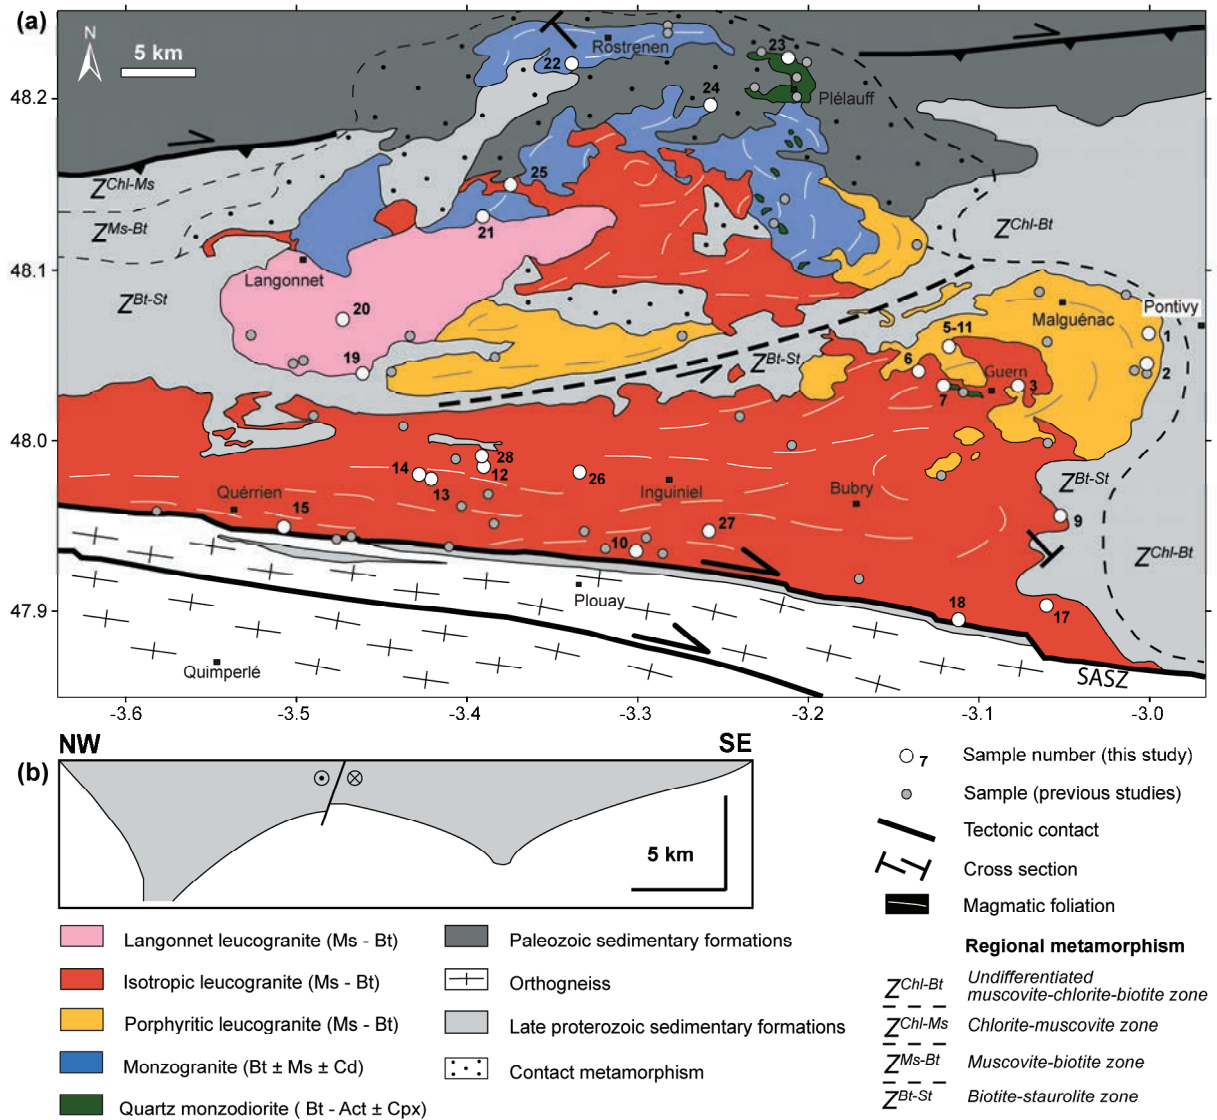 (a)
N
5 km
48.2
48.1
48.0
47.9
-3.6
-3.5
-3.4
-3.3
-3.2
-3.1
-3.0
Rostrenen
22
23
24
Plélauff
25
21
Z^Chl-Ms
Z^Ms-Bt
Z^Bt-St
Z^Chl-Bt
Langonnet
20
19
Pontivy
Malguénac
5-11
1
2
6
Guern
7
3
Z^Bt-St
28
14
12
13
26
Inguiniel
Bubry
Z^Bt-St
Quérrien
15
27
10
9
Z^Chl-Bt
Plouay
18
17
Quimperlé
SASZ
NW
SE
(b)
5 km
7
Sample number (this study)
Sample (previous studies)
Tectonic contact
Cross section
Magmatic foliation
Langonnet leucogranite (Ms - Bt)
Isotropic leucogranite (Ms - Bt)
Porphyritic leucogranite (Ms - Bt)
Monzogranite (Bt ± Ms ± Cd)
Quartz monzodiorite ( Bt - Act ± Cpx)
Paleozoic sedimentary formations
Orthogneiss
Late proterozoic sedimentary formations
Contact metamorphism
Regional metamorphism
Z^Chl-Bt Undifferentiated
muscovite-chlorite-biotite zone
Z^Chl-Ms Chlorite-muscovite zone
Z^Ms-Bt Muscovite-biotite zone
Z^Bt-St Biotite-staurolite zone